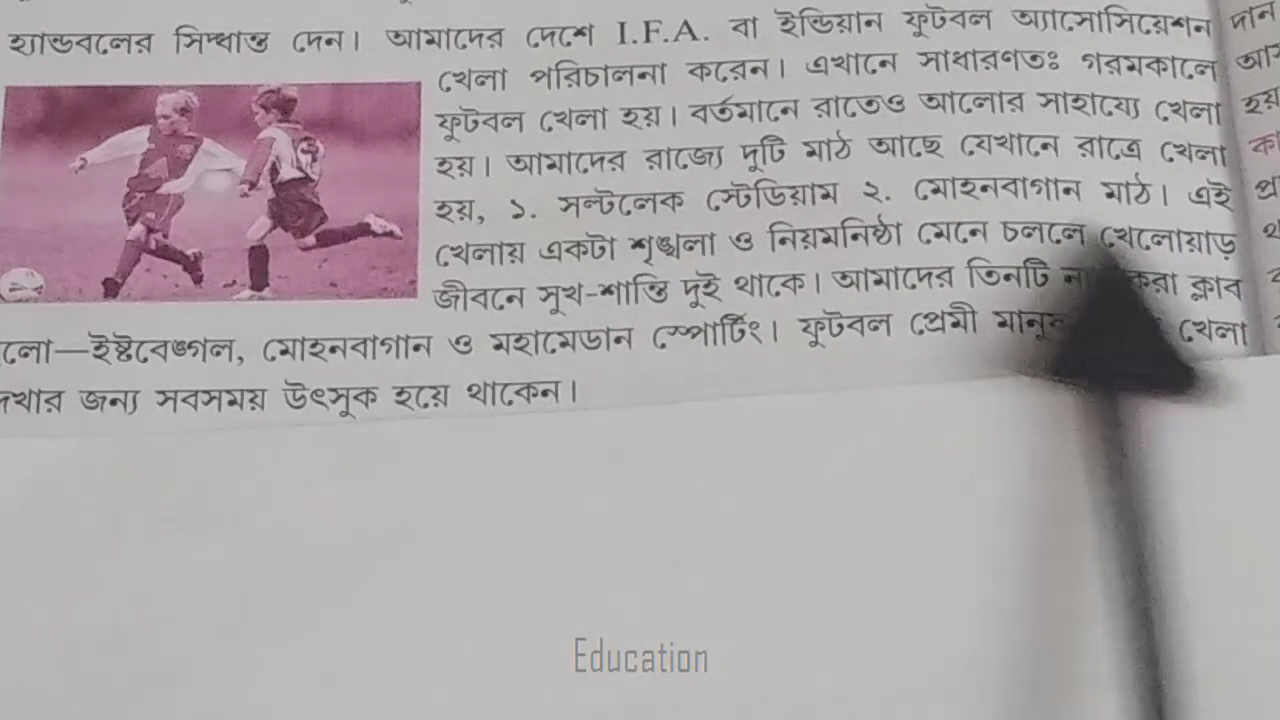 হ্যান্ডবলের সিদ্ধান্ত দেন। আমাদের দেশে I.F.A. বা ইন্ডিয়ান ফুটবল অ্যাসোসিয়েশন
খেলা পরিচালনা করেন। এখানে সাধারণতঃ গরমকালে
ফুটবল খেলা হয়। বর্তমানে রাতেও আলোর সাহায্যে খেলা
হয়। আমাদের রাজ্যে দুটি মাঠ আছে যেখানে রাত্রে খেলা
হয়, ১. সল্টলেক স্টেডিয়াম ২. মোহনবাগান মাঠ। এই
খেলায় একটা শৃঙ্খলা ও নিয়মনিষ্ঠা মেনে চললে খেলোয়াড়
জীবনে সুখ-শান্তি দুই থাকে। আমাদের তিনটি করা ক্লাব
লো—ইষ্টবেঙ্গল, মোহনবাগান ও মহামেডান স্পোর্টিং। ফুটবল প্রেমী খেলা
খার জন্য সবসময় উৎসুক হয়ে থাকেন।
Education